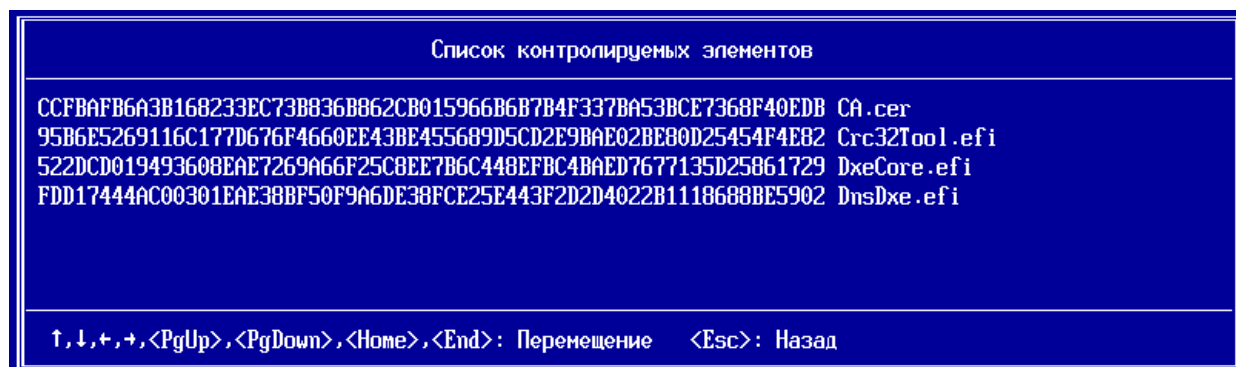 Список контролируемых элементов
CCFBAFB6A3B168233EC73B836B862CB015966B6B7B4F337BA53BCE7368F40EDB CA.cer
95B6E5269116C177D676F4660EE43BE455689D5CD2E9BAE02BE80D25454F4E82 Crc32Tool.efi
522DCD019493608EAE7269A66F25C8EE7B6C448EFBC4BAED7677135D25861729 DxeCore.efi
FDD17444AC00301EAE38BF50F9A6DE38FCE25E443F2D2D4022B1118688BE5902 DnsDxe.efi
↑,↓,←,→,<PgUp>,<PgDown>,<Home>,<End>: Перемещение <Esc>: Назад